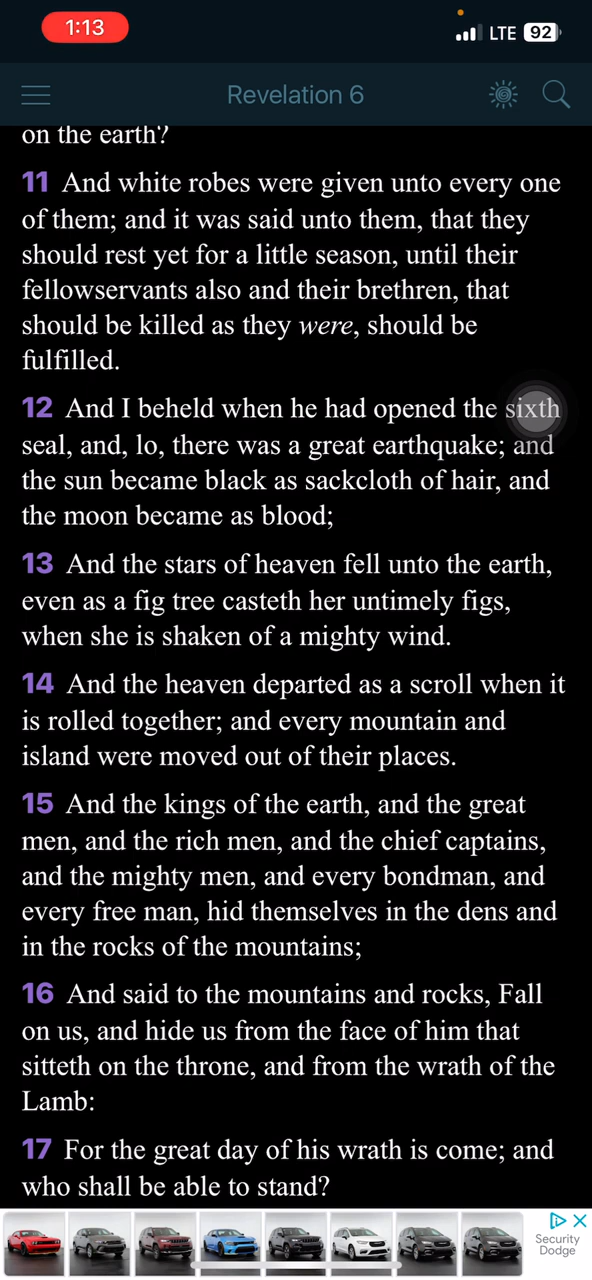 1:13
LTE 92
Revelation 6
on the earth?
11 And white robes were given unto every one
of them; and it was said unto them, that they
should rest yet for a little season, until their
fellowservants also and their brethren, that
should be killed as they were, should be
fulfilled.
12 And I beheld when he had opened the sixth
seal, and, lo, there was a great earthquake; and
the sun became black as sackcloth of hair, and
the moon became as blood;
13 And the stars of heaven fell unto the earth,
even as a fig tree casteth her untimely figs,
when she is shaken of a mighty wind.
14 And the heaven departed as a scroll when it
is rolled together; and every mountain and
island were moved out of their places.
15 And the kings of the earth, and the great
men, and the rich men, and the chief captains,
and the mighty men, and every bondman, and
every free man, hid themselves in the dens and
in the rocks of the mountains;
16 And said to the mountains and rocks, Fall
on us, and hide us from the face of him that
sitteth on the throne, and from the wrath of the
Lamb:
17 For the great day of his wrath is come; and
who shall be able to stand?
Security
Dodge